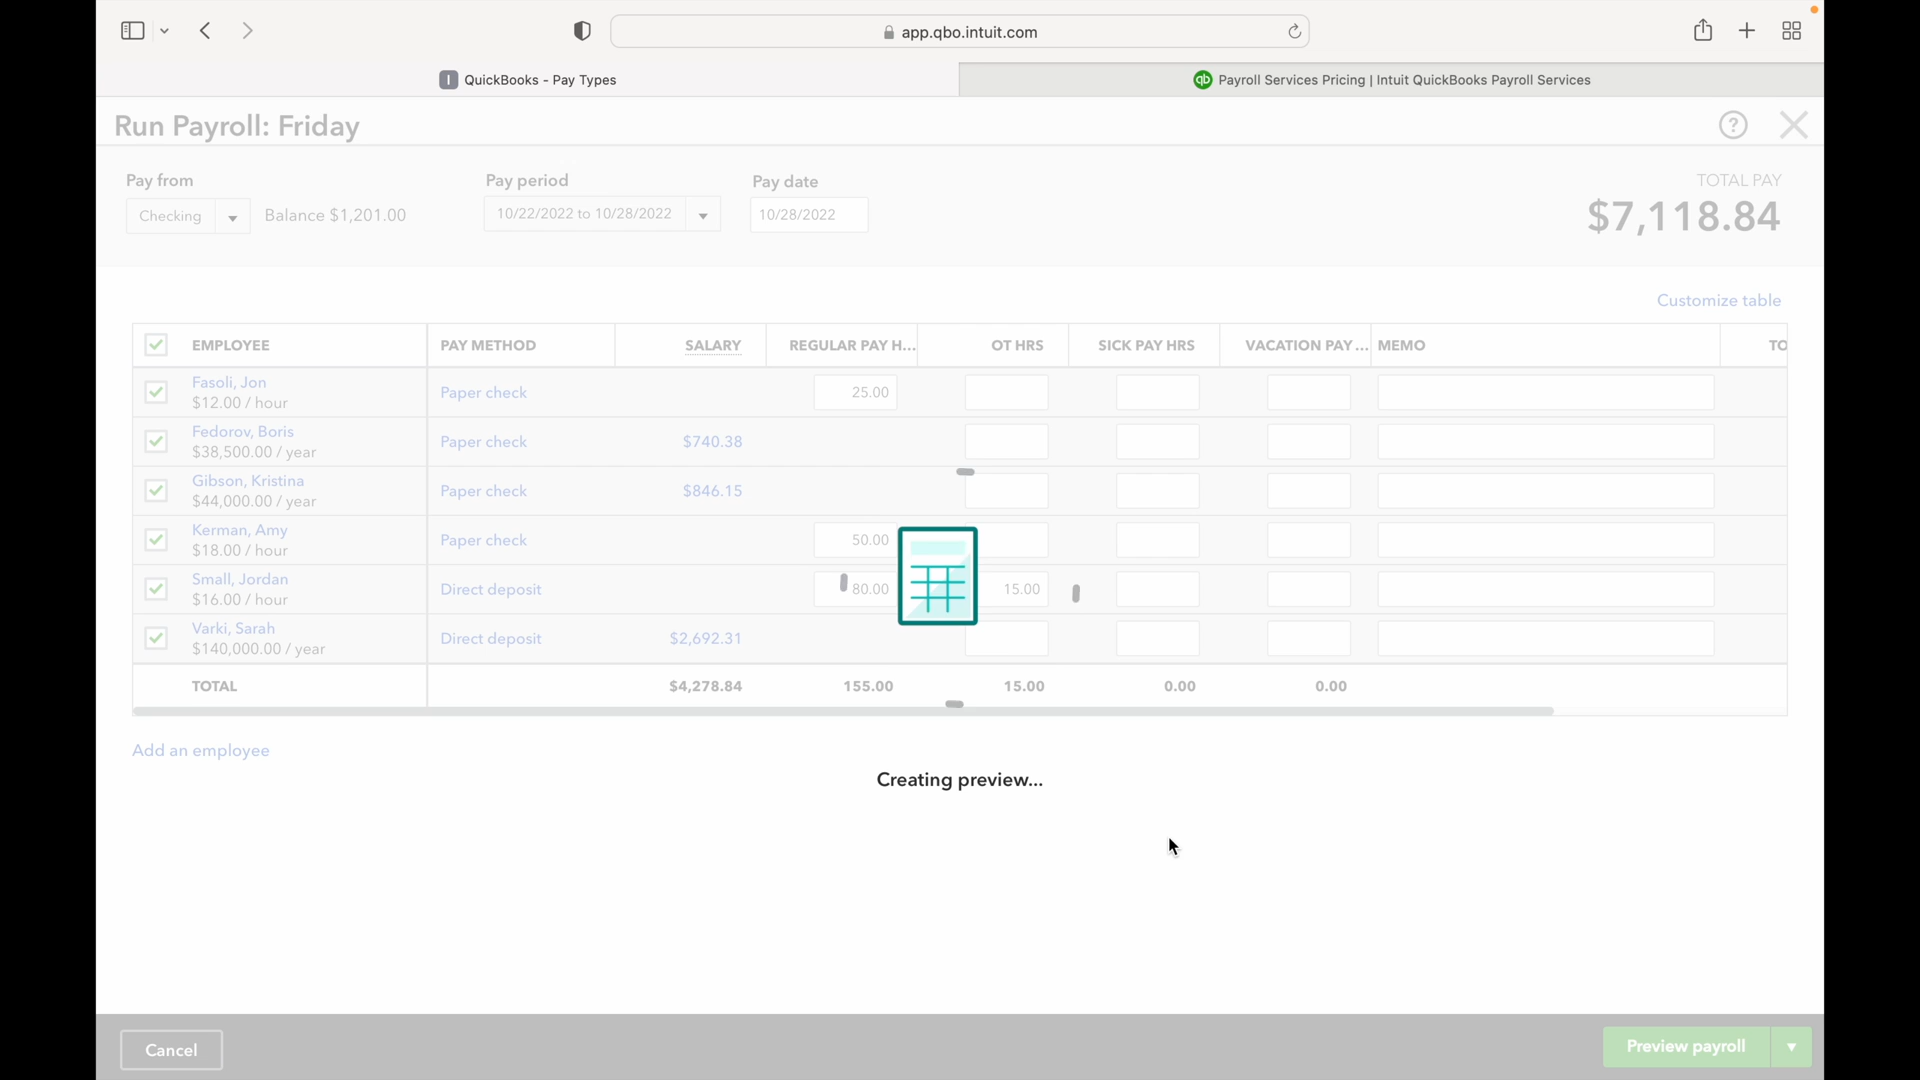 app.qbo.intuit.com
I QuickBooks - Pay Types
qb Payroll Services Pricing | Intuit QuickBooks Payroll Services
Run Payroll: Friday
?
Pay from
Pay period
Pay date
TOTAL PAY
Checking
Balance $1,201.00
10/22/2022 to 10/28/2022
10/28/2022
$7,118.84
Customize table
EMPLOYEE PAY METHOD SALARY REGULAR PAY H... OT HRS SICK PAY HRS VACATION PAY ... MEMO TO
Fasoli, Jon
$12.00 / hour
Paper check 25.00
Fedorov, Boris
$38,500.00 / year
Paper check $740.38
Gibson, Kristina
$44,000.00 / year
Paper check $846.15
Kerman, Amy
$18.00 / hour
Paper check 50.00
Small, Jordan
$16.00 / hour
Direct deposit 80.00 15.00
Varki, Sarah
$140,000.00 / year
Direct deposit $2,692.31
TOTAL $4,278.84 155.00 15.00 0.00 0.00
Add an employee
Creating preview...
Cancel
Preview payroll